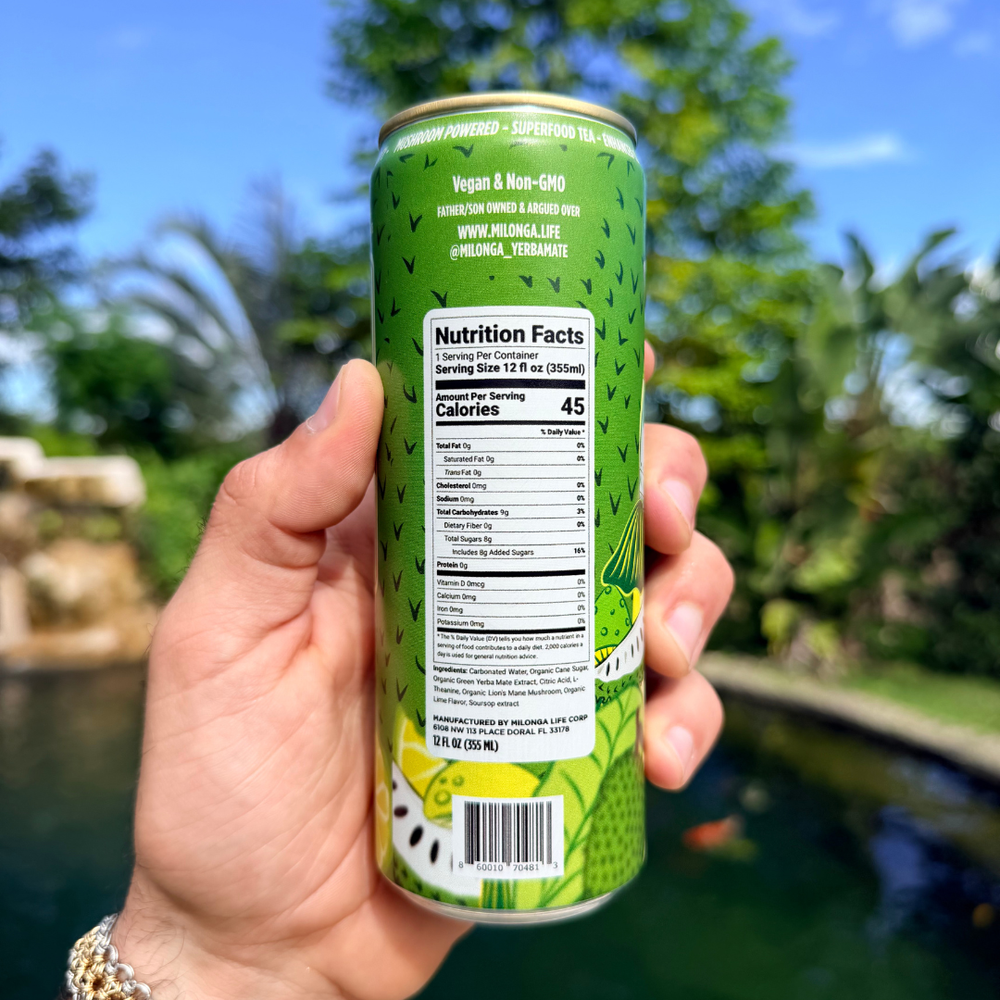 MUSHROOM POWERED - SUPERFOOD TEA -
Vegan & Non-GMO
FATHER/SON OWNED & ARGUED OVER
WWW.MILONGA.LIFE
@MILONGA_YERBAMATE
Nutrition Facts
1 Serving Per Container
Serving Size 12 fl oz (355ml)
Amount Per Serving
Calories 45
% Daily Value *
Total Fat 0g 0%
Saturated Fat 0g 0%
Trans Fat 0g
Cholesterol 0mg 0%
Sodium 0mg 0%
Total Carbohydrates 9g 3%
Dietary Fiber 0g 0%
Total Sugars 8g
Includes 8g Added Sugars 16%
Protein 0g
Vitamin D 0mcg 0%
Calcium 0mg 0%
Iron 0mg 0%
Potassium 0mg 0%
* The % Daily Value (DV) tells you how much a nutrient in a
serving of food contributes to a daily diet. 2,000 calories a
day is used for general nutrition advice.
Ingredients: Carbonated Water, Organic Cane Sugar,
Organic Green Yerba Mate Extract, Citric Acid, L-
Theanine, Organic Lion's Mane Mushroom, Organic
Lime Flavor, Soursop extract
MANUFACTURED BY MILONGA LIFE CORP
6108 NW 113 PLACE DORAL FL 33178
12 FL OZ (355 ML)
8 60010 70481 3